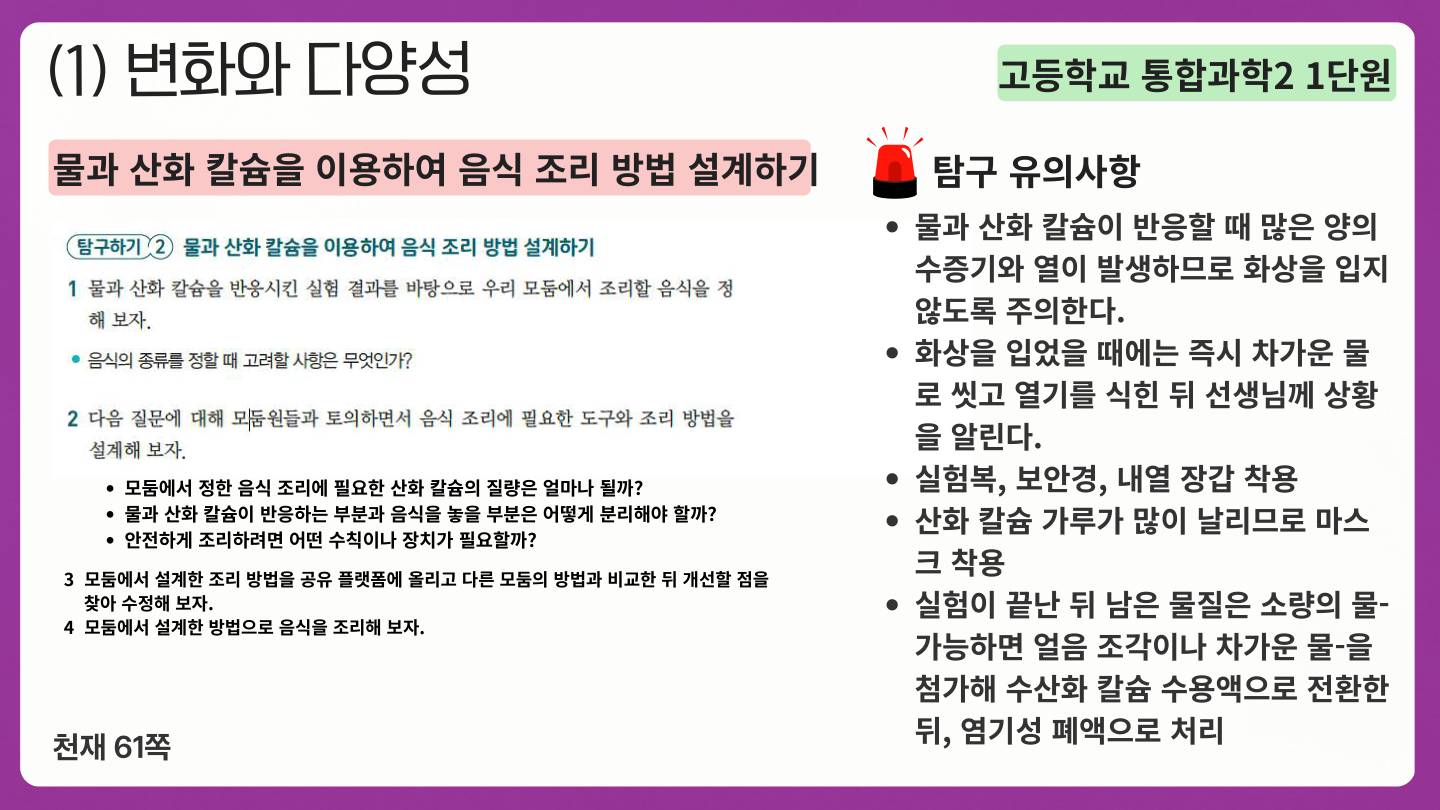 (1) 변화와 다양성
고등학교 통합과학2 1단원
물과 산화 칼슘을 이용하여 음식 조리 방법 설계하기
탐구하기 2 물과 산화 칼슘을 이용하여 음식 조리 방법 설계하기
1 물과 산화 칼슘을 반응시킨 실험 결과를 바탕으로 우리 모둠에서 조리할 음식을 정
해 보자.
• 음식의 종류를 정할 때 고려할 사항은 무엇인가?
2 다음 질문에 대해 모둠원들과 토의하면서 음식 조리에 필요한 도구와 조리 방법을
설계해 보자.
• 모둠에서 정한 음식 조리에 필요한 산화 칼슘의 질량은 얼마나 될까?
• 물과 산화 칼슘이 반응하는 부분과 음식을 놓을 부분은 어떻게 분리해야 할까?
• 안전하게 조리하려면 어떤 수칙이나 장치가 필요할까?
3 모둠에서 설계한 조리 방법을 공유 플랫폼에 올리고 다른 모둠의 방법과 비교한 뒤 개선할 점을
찾아 수정해 보자.
4 모둠에서 설계한 방법으로 음식을 조리해 보자.
천재 61쪽
탐구 유의사항
• 물과 산화 칼슘이 반응할 때 많은 양의
수증기와 열이 발생하므로 화상을 입지
않도록 주의한다.
• 화상을 입었을 때에는 즉시 차가운 물
로 씻고 열기를 식힌 뒤 선생님께 상황
을 알린다.
• 실험복, 보안경, 내열 장갑 착용
• 산화 칼슘 가루가 많이 날리므로 마스
크 착용
• 실험이 끝난 뒤 남은 물질은 소량의 물-
가능하면 얼음 조각이나 차가운 물-을
첨가해 수산화 칼슘 수용액으로 전환한
뒤, 염기성 폐액으로 처리